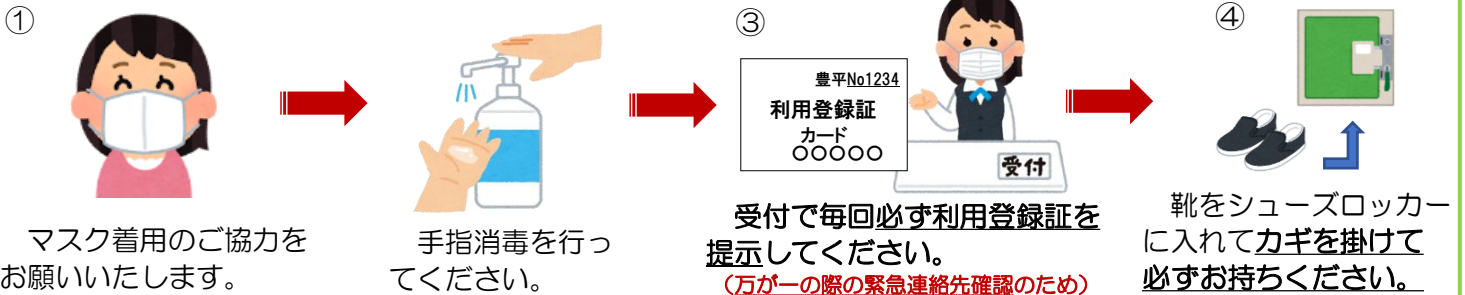 ①
マスク着用のご協力を
お願いいたします。
手指消毒を行っ
てください。
③
豊平No1234
利用登録証
カード
○○○○○
受付
受付で毎回必ず利用登録証を
提示してください。
（万が一の際の緊急連絡先確認のため）
④
靴をシューズロッカー
に入れてカギを掛けて
必ずお持ちください。